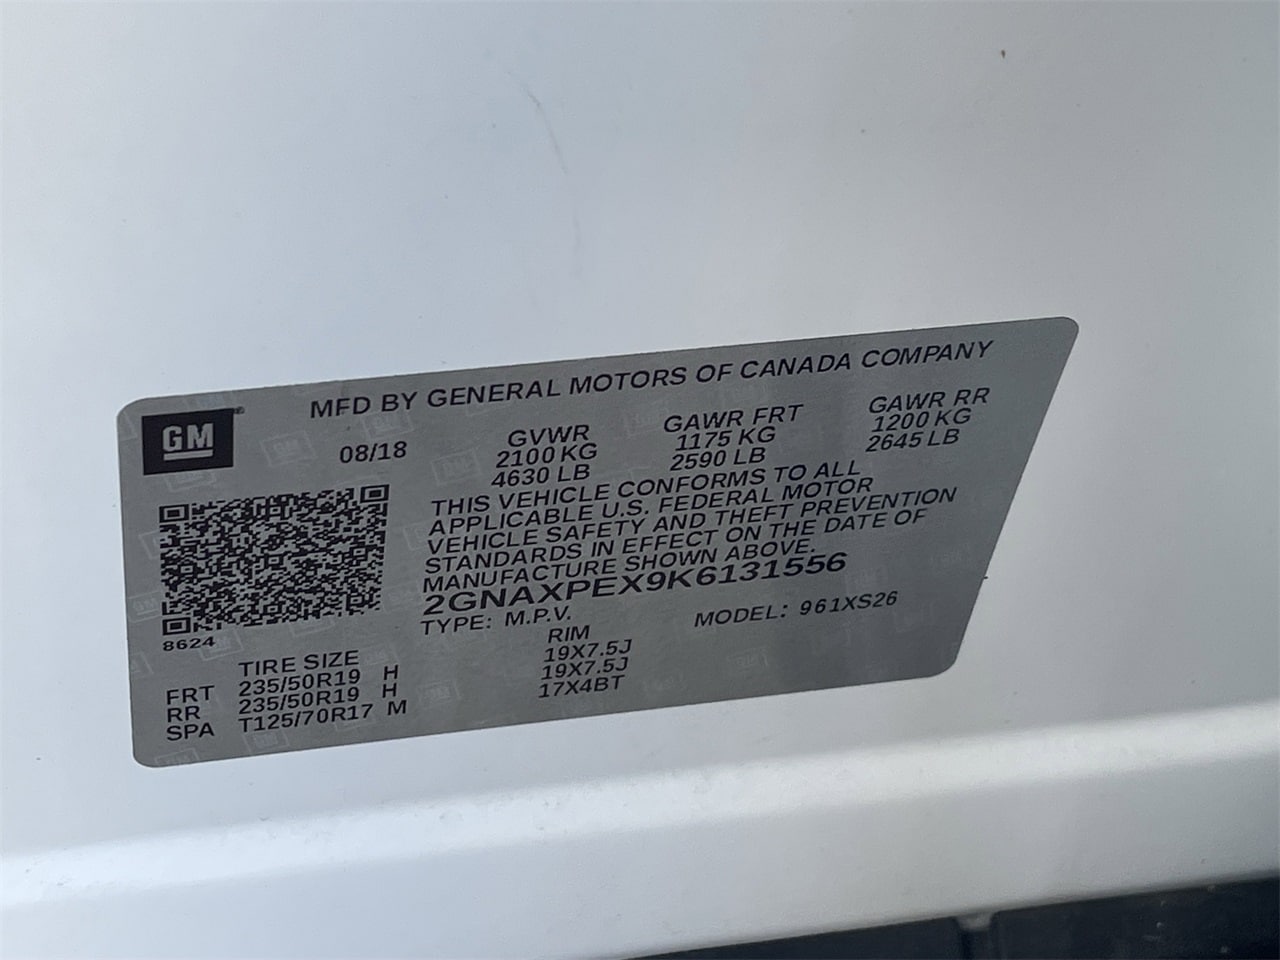 MFD BY GENERAL MOTORS OF CANADA COMPANY
GM
08/18
GVWR
2100 KG
4630 LB
GAWR FRT
1175 KG
2590 LB
GAWR RR
1200 KG
2645 LB
THIS VEHICLE CONFORMS TO ALL
APPLICABLE U.S. FEDERAL MOTOR
VEHICLE SAFETY AND THEFT PREVENTION
STANDARDS IN EFFECT ON THE DATE OF
MANUFACTURE SHOWN ABOVE.
2GNAXPEX9K6131556
TYPE: M.P.V. MODEL: 961XS26
8624
TIRE SIZE RIM
FRT 235/50R19 H 19X7.5J
RR 235/50R19 H 19X7.5J
SPA T125/70R17 M 17X4BT